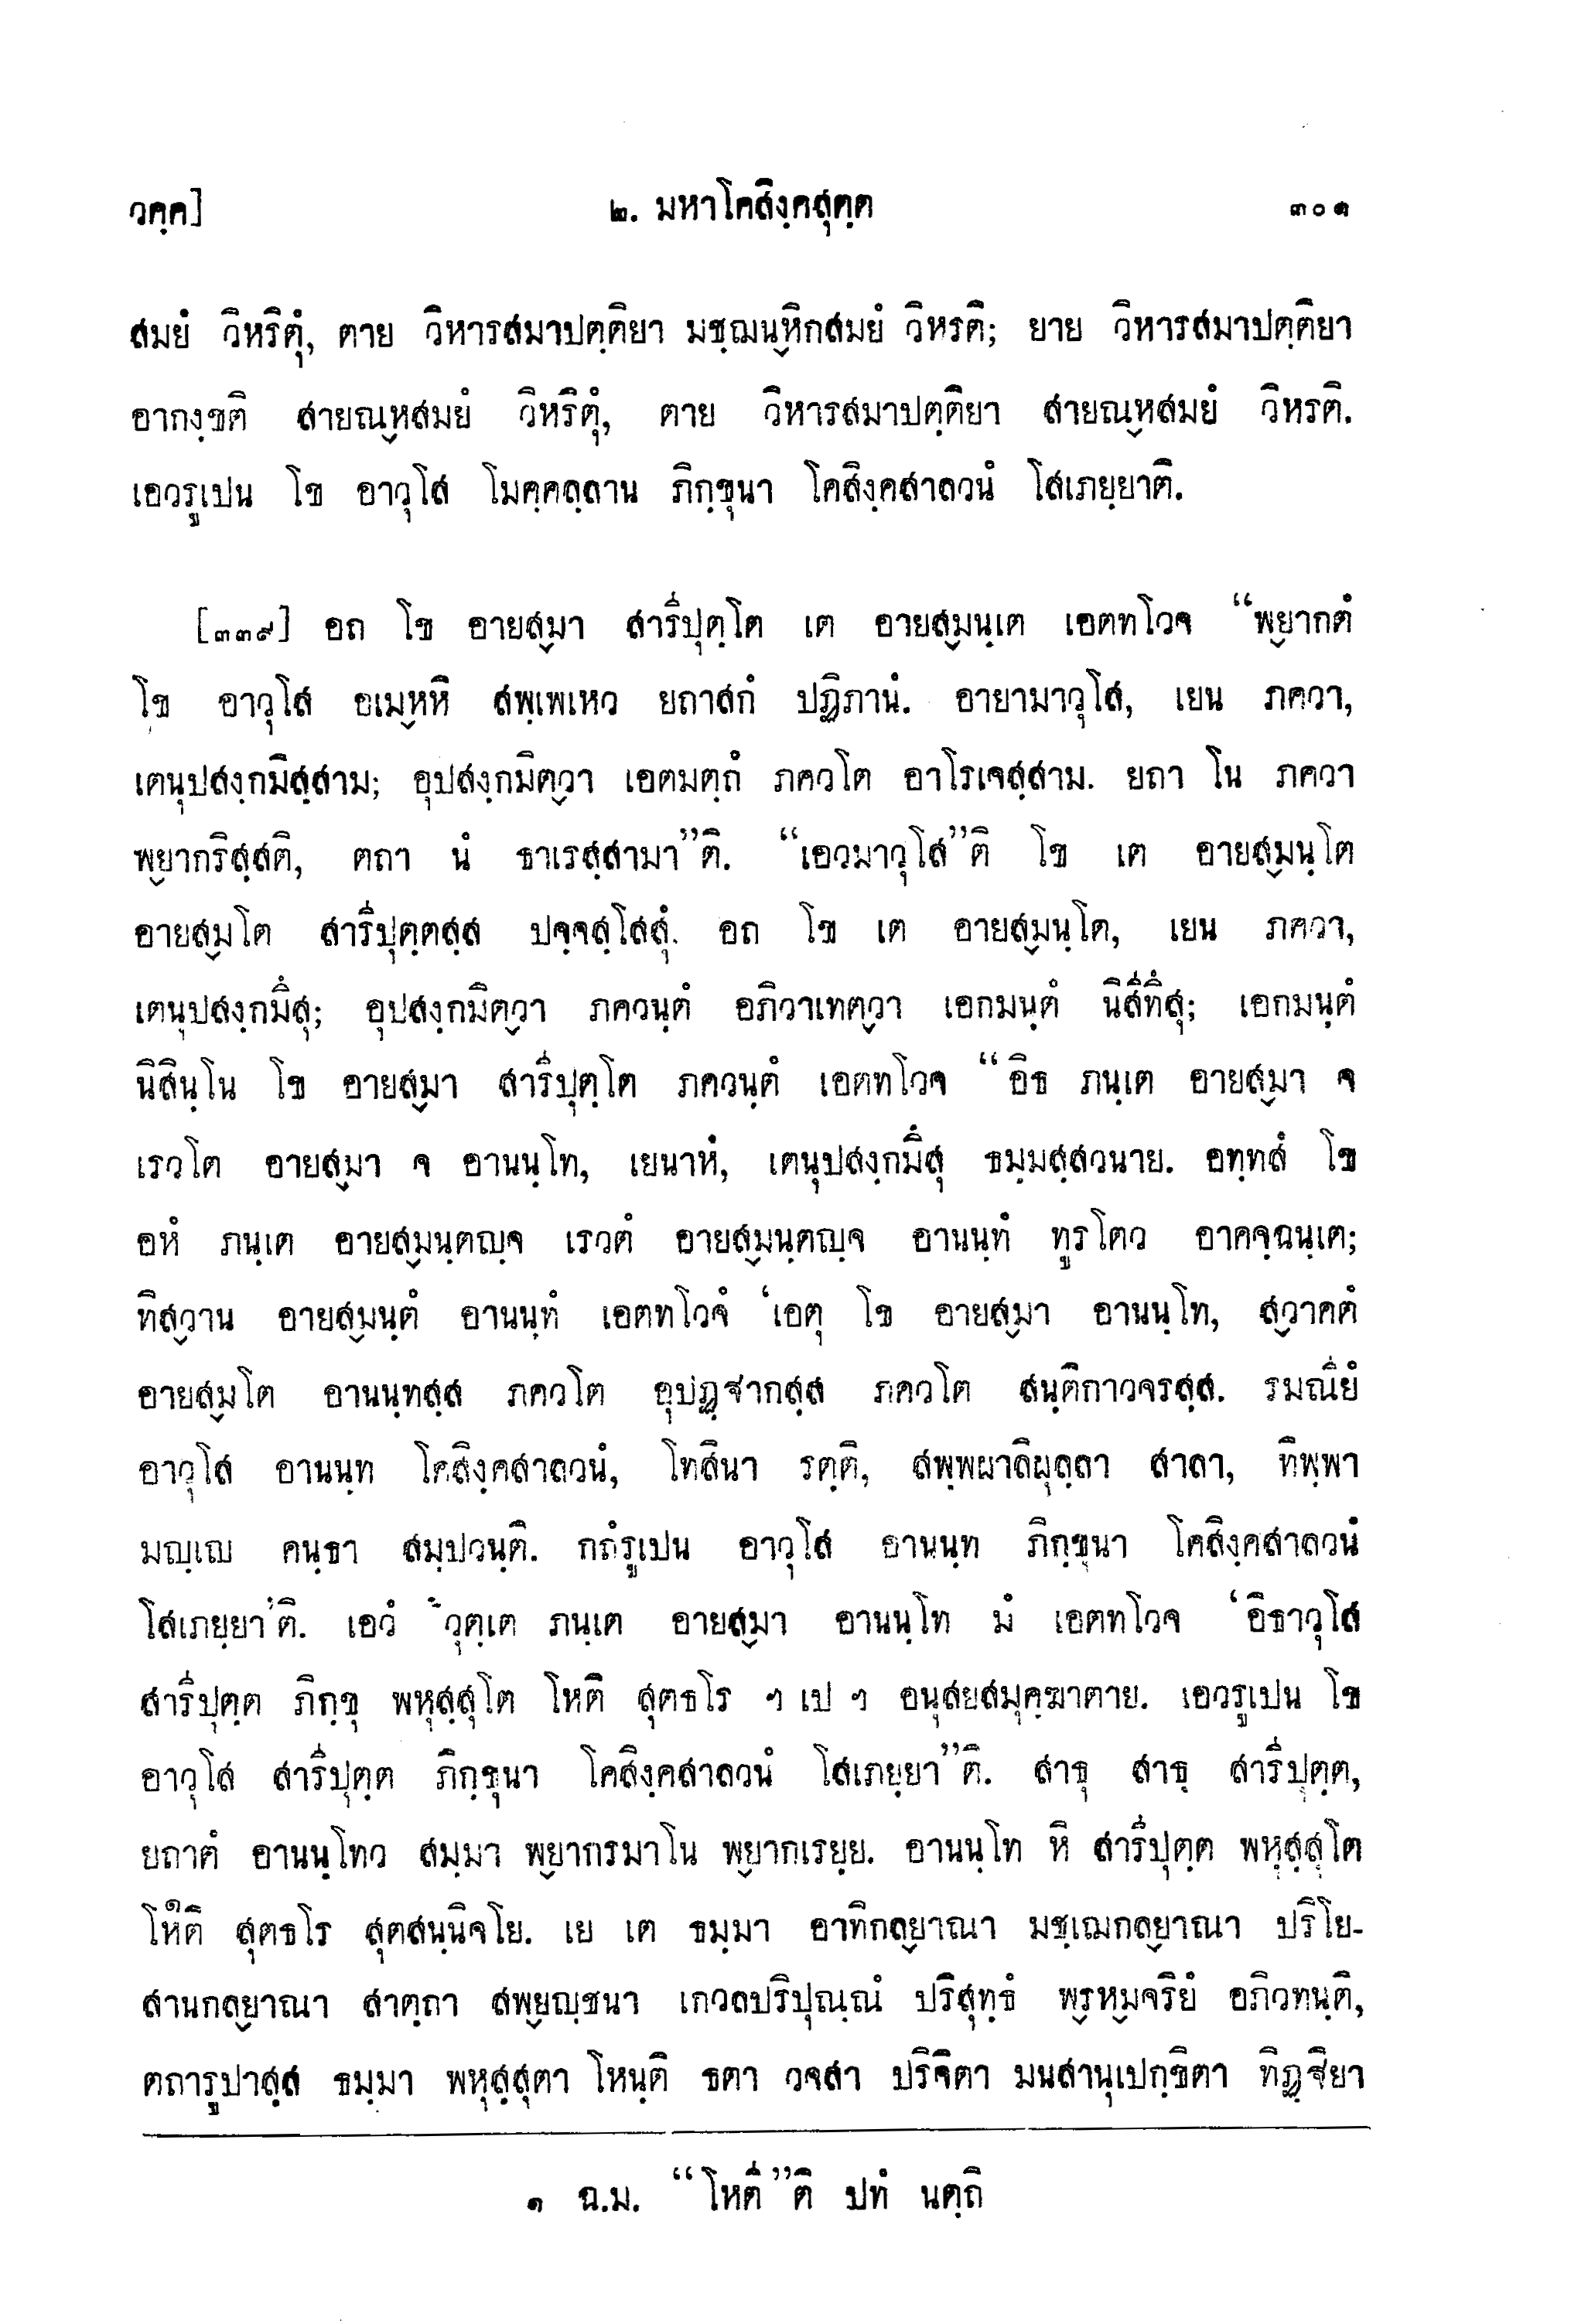 วคฺค]	๒. มหาโคสิงฺคสุตฺต	๓๐๑
สมยํ วิหริตุํ, ตาย วิหารสมาปตฺติยา มชฺฌนฺหิกสมยํ วิหรติ; ยาย วิหารสมาปตฺติยา
อากงฺขติ สายณฺหสมยํ วิหริตุํ, ตาย วิหารสมาปตฺติยา สายณฺหสมยํ วิหรติ.
เอวรูเปน โข อาวุโส โมคฺคลฺลาน ภิกฺขุนา โคสิงฺคสาลวนํ โสเภยฺยาติ.
[๓๓๙] อถ โข อายสฺมา สารีปุตฺโต เต อายสฺมนฺเต เอตทโวจ “พฺยากตํ
โข อาวุโส อเมฺหหิ สพฺเพเหว ยถาสกํ ปฏิภานํ. อายามาวุโส, เยน ภควา,
เตนุปสงฺกมิสฺสาม; อุปสงฺกมิตฺวา เอตมตฺถํ ภควโต อาโรเจสฺสาม. ยถา โน ภควา
พฺยากริสฺสติ, ตถา นํ ธาเรสฺสามา”ติ. “เอวมาวุโส”ติ โข เต อายสฺมนฺโต
อายสฺมโต สารีปุตฺตสฺส ปจฺจสฺโสสุํ. อถ โข เต อายสฺมนฺโต, เยน ภควา,
เตนุปสงฺกมึสุ; อุปสงฺกมิตฺวา ภควนฺตํ อภิวาเทตฺวา เอกมนฺตํ นิสีทึสุ; เอกมนฺตํ
นิสินฺโน โข อายสฺมา สารีปุตฺโต ภควนฺตํ เอตทโวจ “อิธ ภนฺเต อายสฺมา จ
เรวโต อายสฺมา จ อานนฺโท, เยนาหํ, เตนุปสงฺกมึสุ ธมฺมสฺสวนาย. อทฺทสํ โข
อหํ ภนฺเต อายสฺมนฺตญฺจ เรวตํ อายสฺมนฺตญฺจ อานนฺทํ ทูรโตว อาคจฺฉนฺเต;
ทิสฺวาน อายสฺมนฺตํ อานนฺทํ เอตทโวจํ ‘เอตุ โข อายสฺมา อานนฺโท, สฺวาคตํ
อายสฺมโต อานนฺทสฺส ภควโต อุปฏฺฐากสฺส ภควโต สนฺติกาวจรสฺส. รมณียํ
อาวุโส อานนฺท โคสิงฺคสาลวนํ, โทสินา รตฺติ, สพฺพผาลิผุลฺลา สาลา, ทิพฺพา
มญฺเญ คนฺธา สมฺปวนฺติ. กถํรูเปน อาวุโส อานนฺท ภิกฺขุนา โคสิงฺคสาลวนํ
โสเภยฺยา’ติ. เอวํ วุตฺเต ภนฺเต อายสฺมา อานนฺโท มํ เอตทโวจ ‘อิธาวุโส
สารีปุตฺต ภิกฺขุ พหุสฺสุโต โหติ สุตธโร ฯ เป ฯ อนุสยสมุคฺฆาตาย. เอวรูเปน โข
อาวุโส สารีปุตฺต ภิกฺขุนา โคสิงฺคสาลวนํ โสเภยฺยา”ติ. สาธุ สาธุ สารีปุตฺต,
ยถาตํ อานนฺโทว สมฺมา พฺยากรมาโน พฺยากเรยฺย. อานนฺโท หิ สารีปุตฺต พหุสฺสุโต
โหติ๑ สุตธโร สุตสนฺนิจโย. เย เต ธมฺมา อาทิกลฺยาณา มชฺเฌกลฺยาณา ปริโย-
สานกลฺยาณา สาตฺถา สพฺยญฺชนา เกวลปริปุณฺณํ ปริสุทฺธํ พฺรหฺมจริยํ อภิวทนฺติ,
ตถารูปาสฺส ธมฺมา พหุสฺสุตา โหนฺติ ธตา วจสา ปริจิตา มนสานุเปกฺขิตา ทิฏฺฐิยา
๑ ฉ.ม. “โหตี”ติ ปทํ นตฺถิ